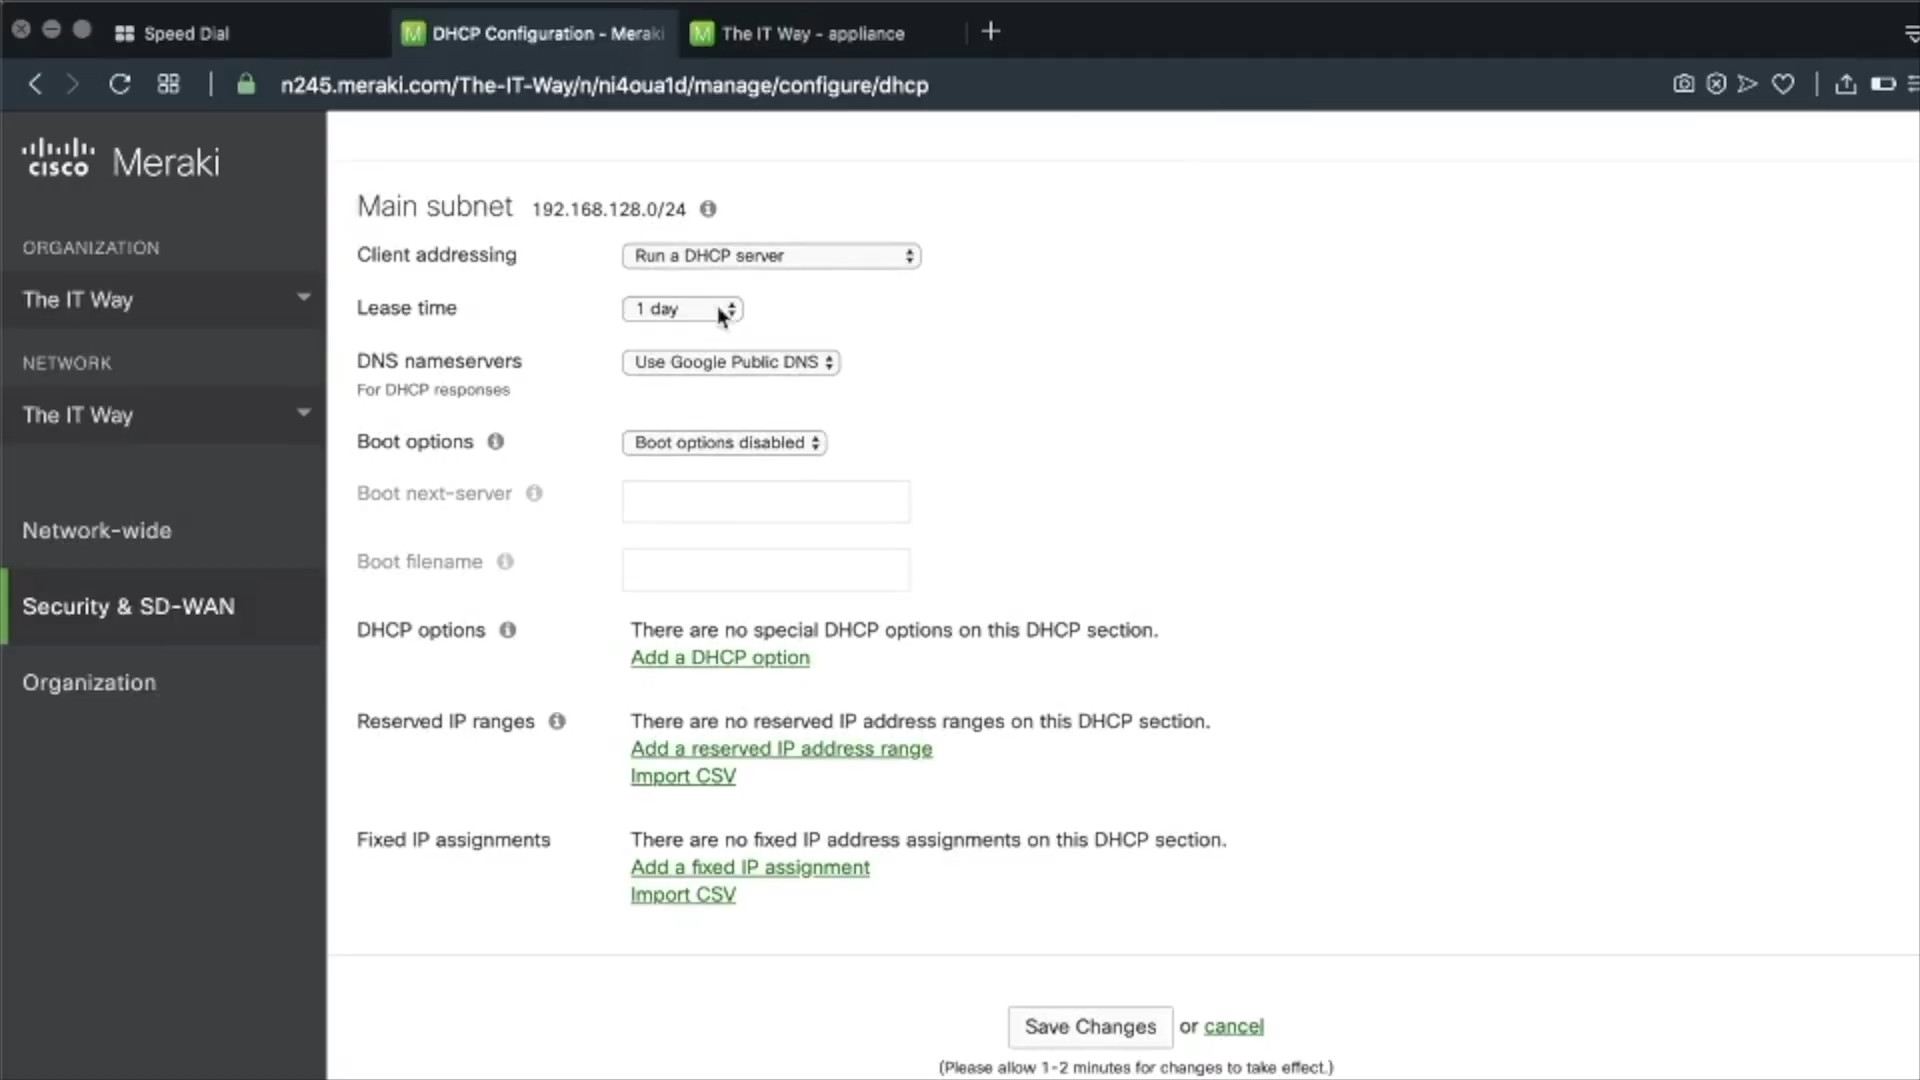 Speed Dial
DHCP Configuration - Meraki
The IT Way - appliance
n245.meraki.com/The-IT-Way/n/ni4oua1d/manage/configure/dhcp
cisco Meraki
ORGANIZATION
The IT Way
NETWORK
The IT Way
Network-wide
Security & SD-WAN
Organization
Main subnet 192.168.128.0/24
Client addressing Run a DHCP server
Lease time 1 day
DNS nameservers Use Google Public DNS
For DHCP responses
Boot options Boot options disabled
Boot next-server
Boot filename
DHCP options There are no special DHCP options on this DHCP section.
Add a DHCP option
Reserved IP ranges There are no reserved IP address ranges on this DHCP section.
Add a reserved IP address range
Import CSV
Fixed IP assignments There are no fixed IP address assignments on this DHCP section.
Add a fixed IP assignment
Import CSV
Save Changes or cancel
(Please allow 1-2 minutes for changes to take effect.)